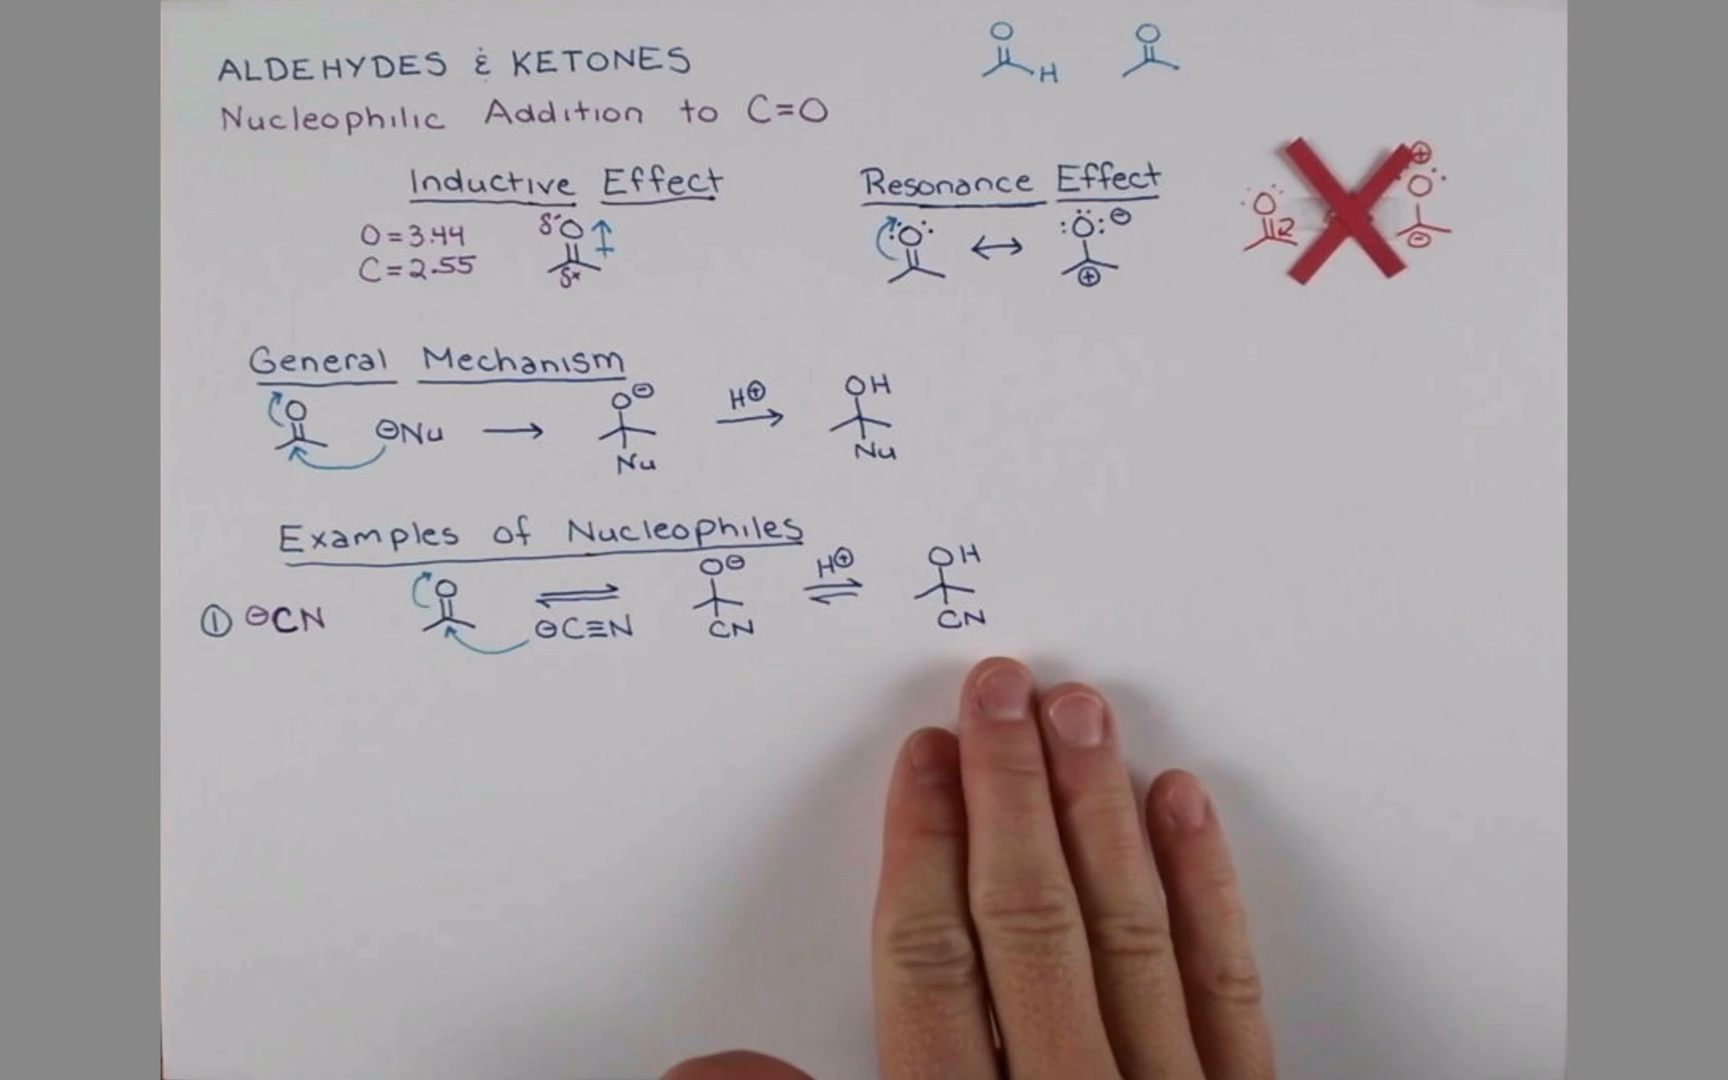 ALDEHYDES & KETONES
Nucleophilic Addition to C=O
O
H
O
Inductive Effect
O = 3.44
C = 2.55
δ⁻ O
δ⁺
Resonance Effect
:O:
↔
:Ö:⊖
⊕
:O:
⊕
O:
⊖
General Mechanism
O
⊖Nu
→
O⊖
Nu
H⊕
→
OH
Nu
Examples of Nucleophiles
① ⊖CN
O
⇌
⊖C≡N
O⊖
CN
H⊕
⇌
OH
CN